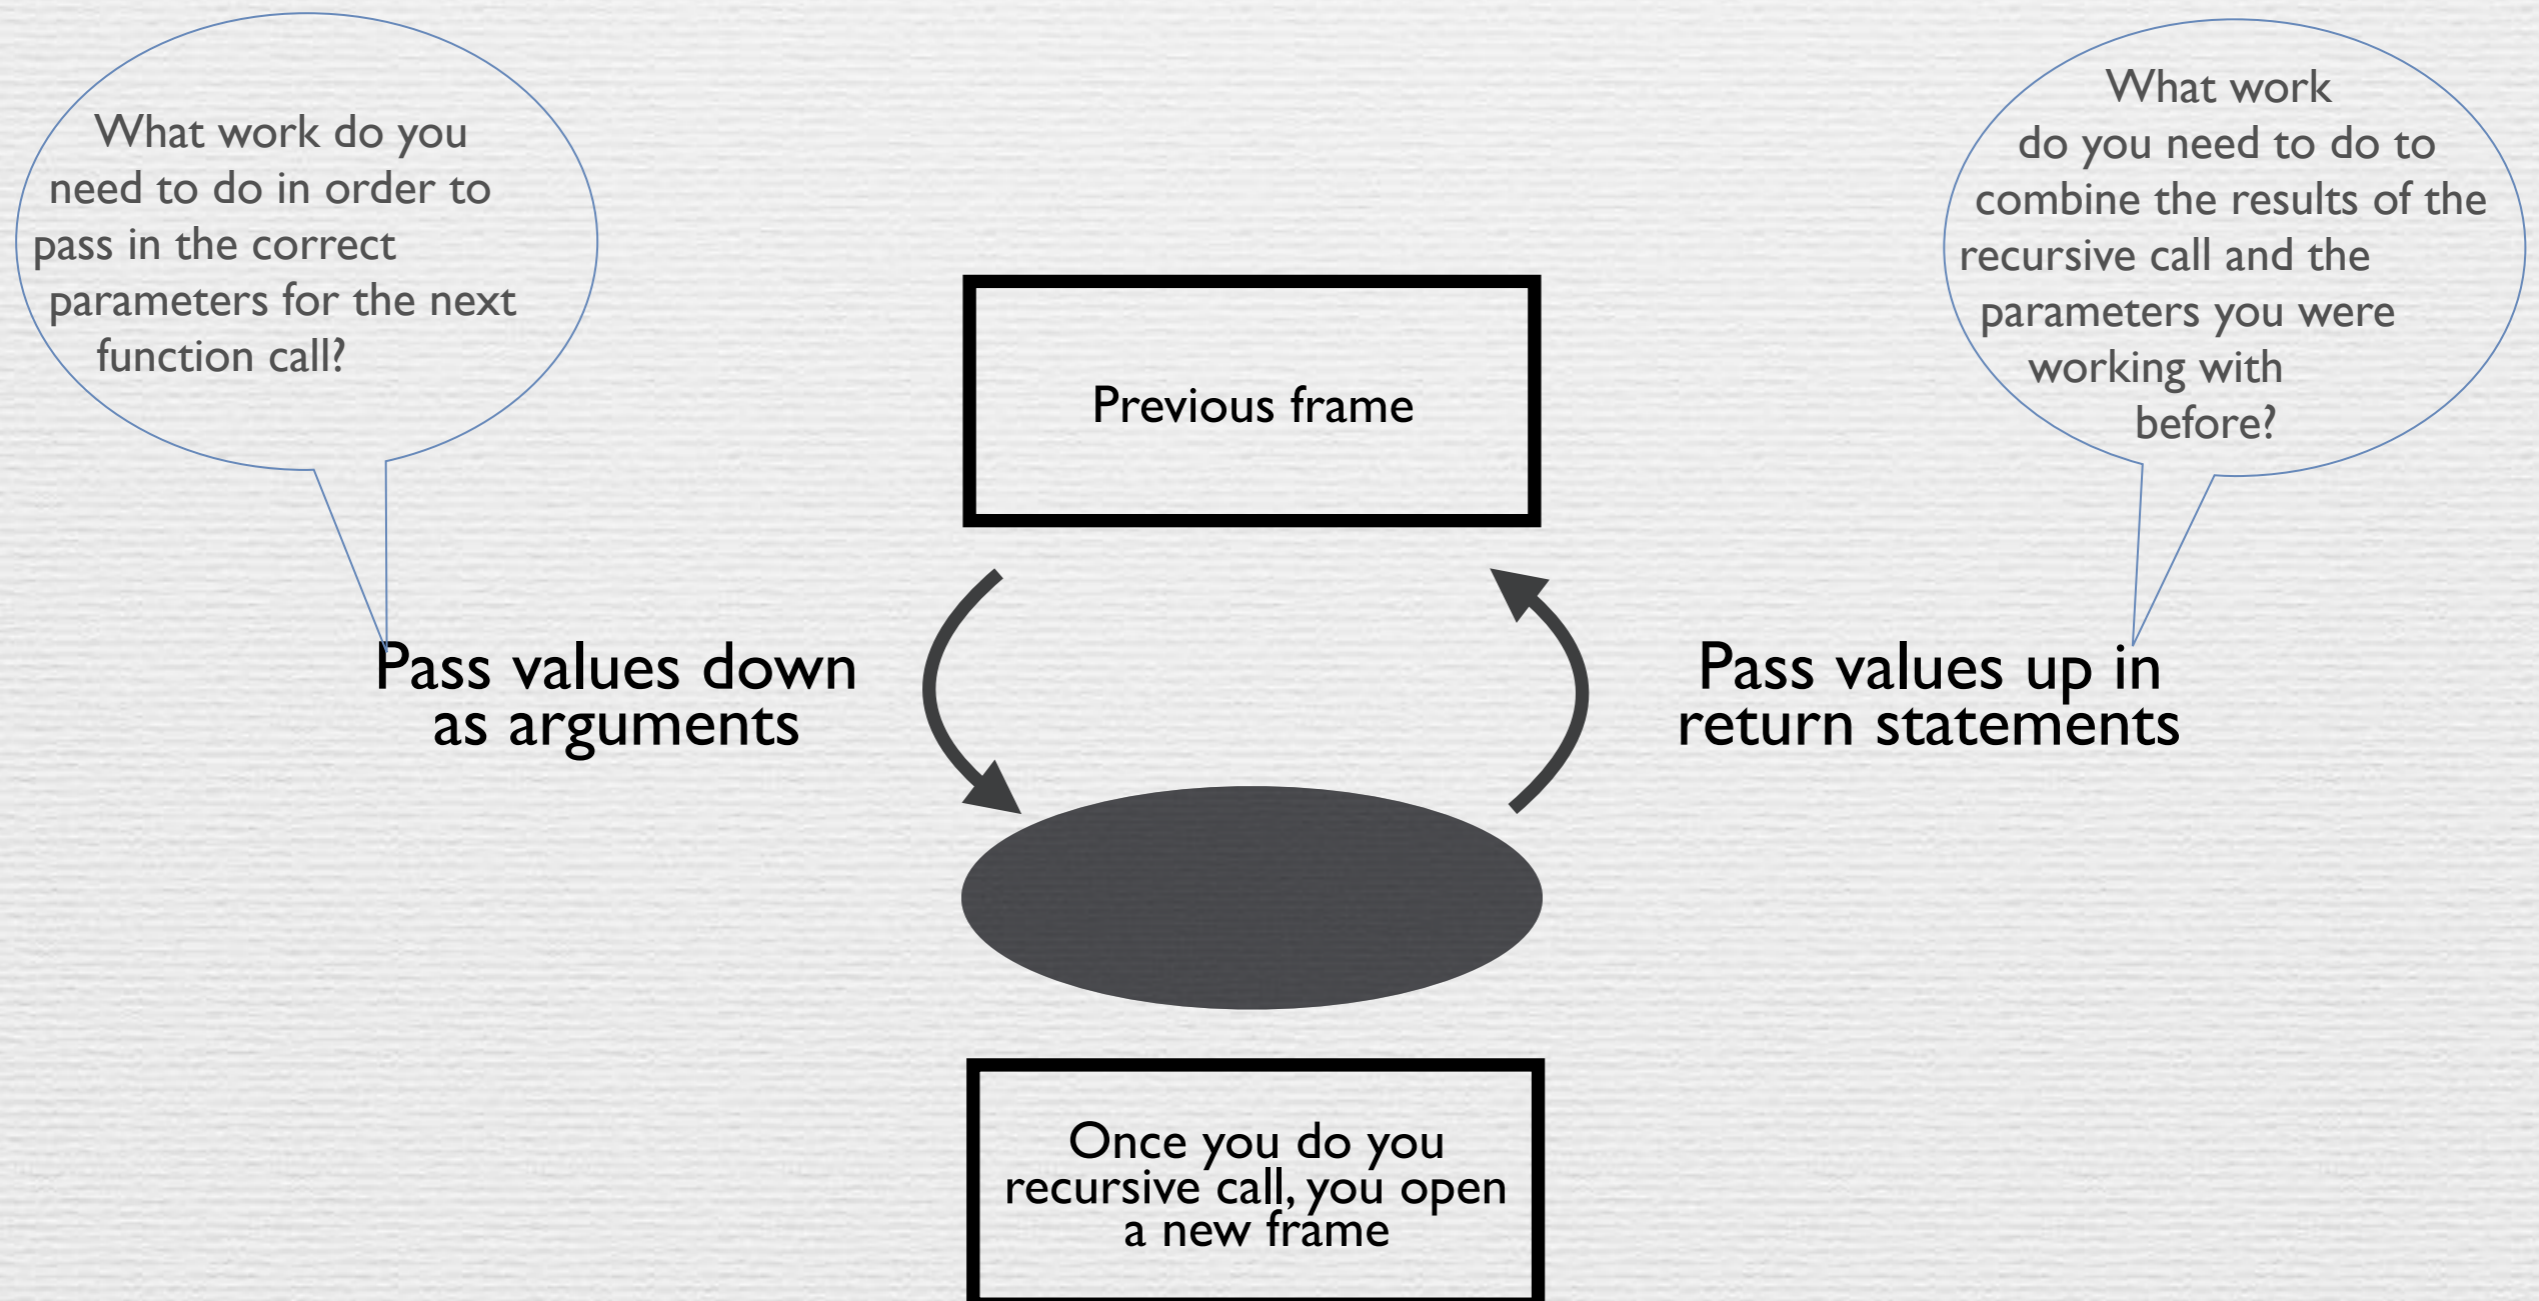 What work do you
need to do in order to
pass in the correct
parameters for the next
function call?
What work
do you need to do to
combine the results of the
recursive call and the
parameters you were
working with
before?
Previous frame
Pass values down
as arguments
Pass values up in
return statements
Once you do you
recursive call, you open
a new frame